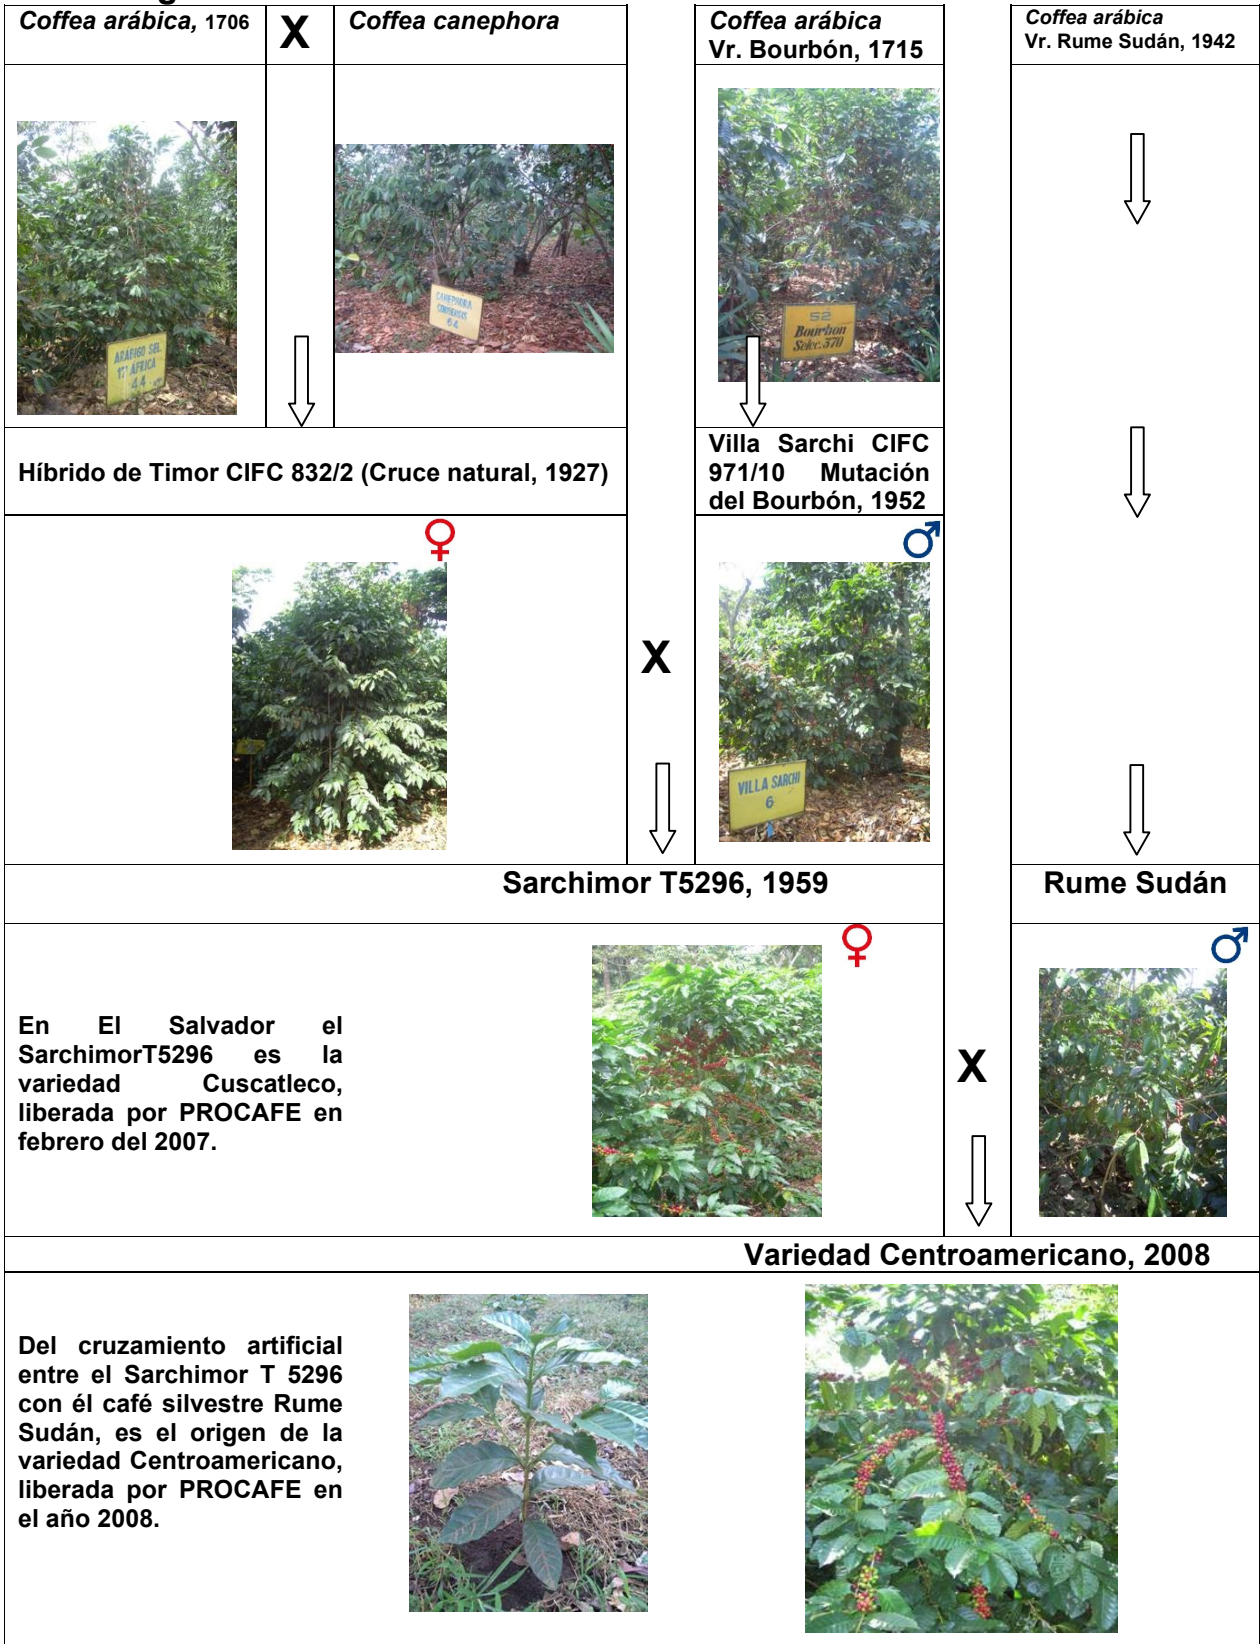 Coffea arábica, 1706
X
Coffea canephora
Coffea arábica
Vr. Bourbón, 1715
Coffea arábica
Vr. Rume Sudán, 1942
ARÁBIGO SEL.
17 AFRICA
44
CANEPHORA
64
52
Bourbon
Selec. 370
Híbrido de Timor CIFC 832/2 (Cruce natural, 1927)
Villa Sarchi CIFC
971/10 Mutación
del Bourbón, 1952
♀
♂
X
VILLA SARCHI
6
Sarchimor T5296, 1959
Rume Sudán
♀
♂
En El Salvador el
SarchimorT5296 es la
variedad Cuscatleco,
liberada por PROCAFE en
febrero del 2007.
X
Variedad Centroamericano, 2008
Del cruzamiento artificial
entre el Sarchimor T 5296
con él café silvestre Rume
Sudán, es el origen de la
variedad Centroamericano,
liberada por PROCAFE en
el año 2008.